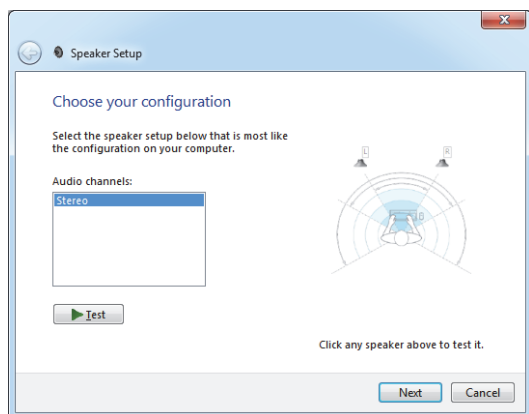 Speaker Setup
Choose your configuration
Select the speaker setup below that is most like
the configuration on your computer.
Audio channels:
Stereo
L
R
Test
Click any speaker above to test it.
Next
Cancel